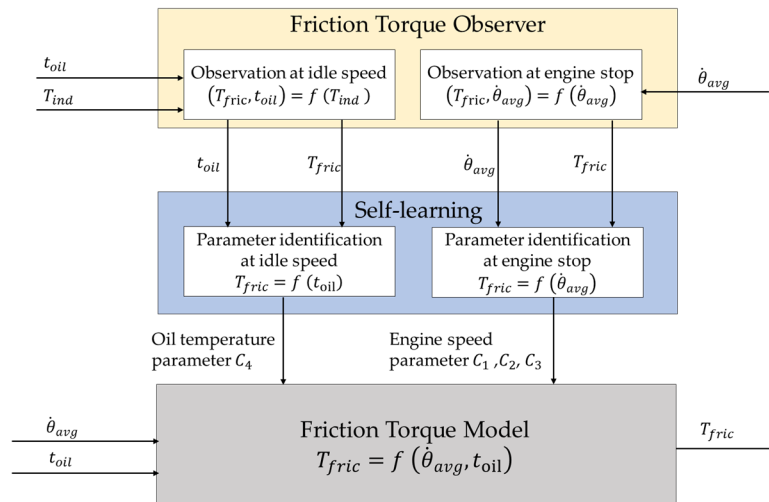 Friction Torque Observer
t_oil
T_ind
Observation at idle speed
(T_fric, t_oil) = f (T_ind )
Observation at engine stop
(T_fric, θ̇_avg) = f (θ̇_avg)
θ̇_avg
t_oil
T_fric
θ̇_avg
T_fric
Self-learning
Parameter identification
at idle speed
T_fric = f (t_oil)
Parameter identification
at engine stop
T_fric = f (θ̇_avg)
Oil temperature
parameter C_4
Engine speed
parameter C_1 ,C_2, C_3
θ̇_avg
t_oil
Friction Torque Model
T_fric = f (θ̇_avg, t_oil)
T_fric